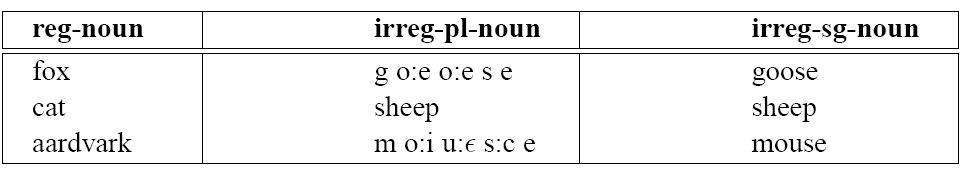 reg-noun irreg-pl-noun irreg-sg-noun
fox g o:e o:e s e goose
cat sheep sheep
aardvark m o:i u:ϵ s:c e mouse